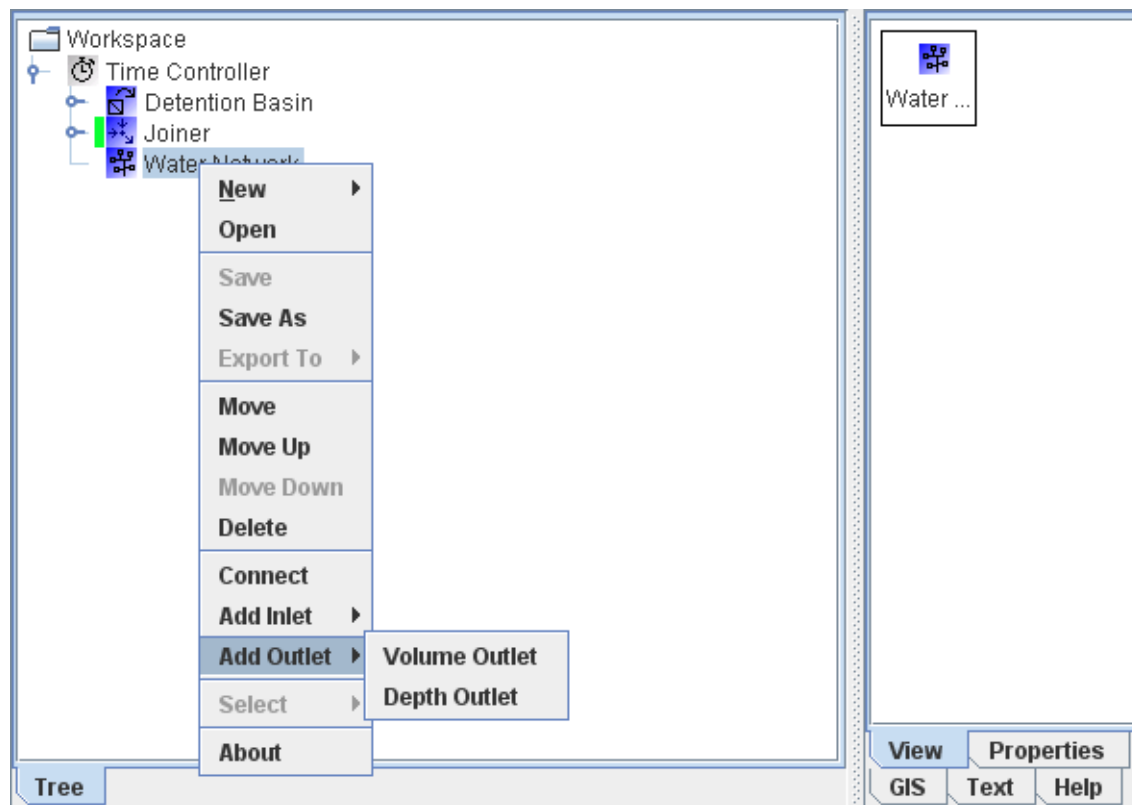 Workspace
Time Controller
Detention Basin
Joiner
Water Network
New
Open
Save
Save As
Export To
Move
Move Up
Move Down
Delete
Connect
Add Inlet
Add Outlet
Volume Outlet
Depth Outlet
Select
About
Tree
Water ...
View Properties
GIS Text Help